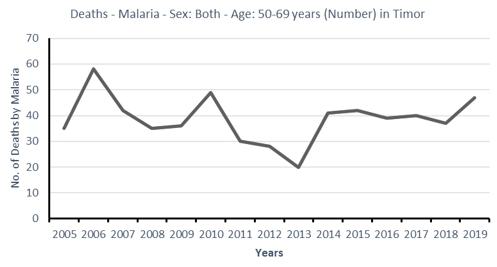 Deaths - Malaria - Sex: Both - Age: 50-69 years (Number) in Timor
70
60
50
40
30
20
10
0
No. of Deaths by Malaria
2005 2006 2007 2008 2009 2010 2011 2012 2013 2014 2015 2016 2017 2018 2019
Years